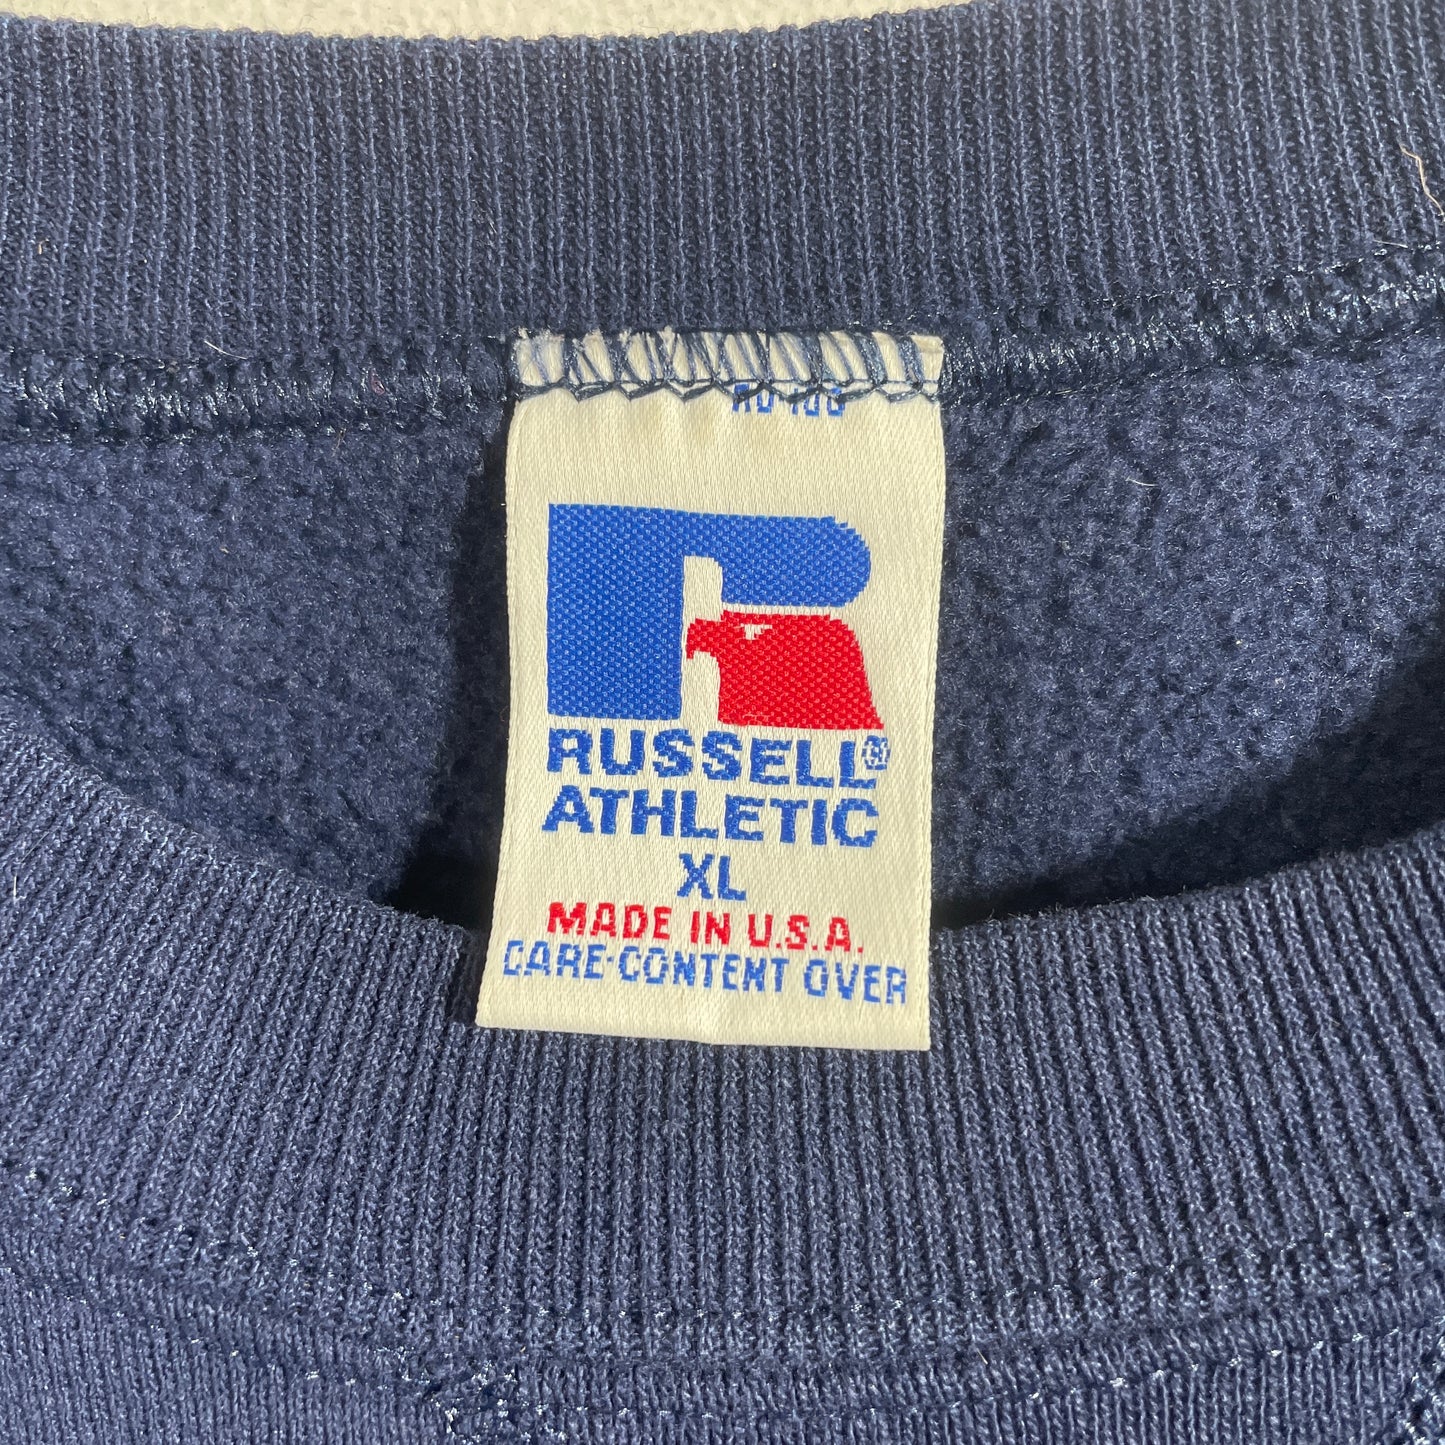 RUSSELL®
ATHLETIC
XL
MADE IN U.S.A.
CARE·CONTENT OVER